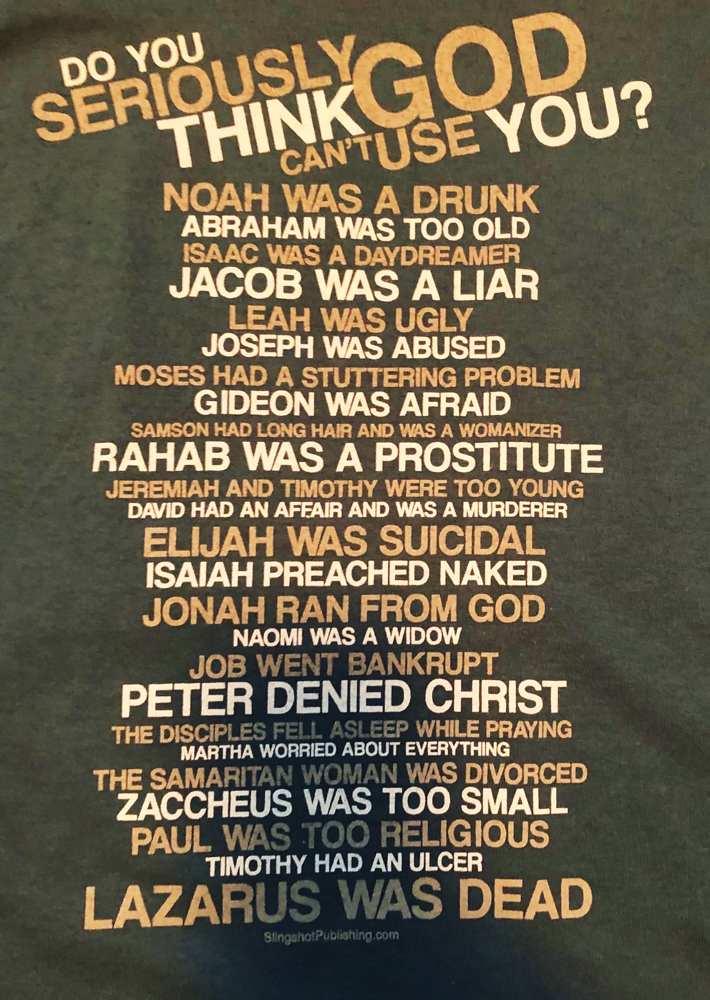 DO YOU
SERIOUSLY
THINK GOD
CAN'T USE YOU?
NOAH WAS A DRUNK
ABRAHAM WAS TOO OLD
ISAAC WAS A DAYDREAMER
JACOB WAS A LIAR
LEAH WAS UGLY
JOSEPH WAS ABUSED
MOSES HAD A STUTTERING PROBLEM
GIDEON WAS AFRAID
SAMSON HAD LONG HAIR AND WAS A WOMANIZER
RAHAB WAS A PROSTITUTE
JEREMIAH AND TIMOTHY WERE TOO YOUNG
DAVID HAD AN AFFAIR AND WAS A MURDERER
ELIJAH WAS SUICIDAL
ISAIAH PREACHED NAKED
JONAH RAN FROM GOD
NAOMI WAS A WIDOW
JOB WENT BANKRUPT
PETER DENIED CHRIST
THE DISCIPLES FELL ASLEEP WHILE PRAYING
MARTHA WORRIED ABOUT EVERYTHING
THE SAMARITAN WOMAN WAS DIVORCED
ZACCHEUS WAS TOO SMALL
PAUL WAS TOO RELIGIOUS
TIMOTHY HAD AN ULCER
LAZARUS WAS DEAD
SlingshotPublishing.com